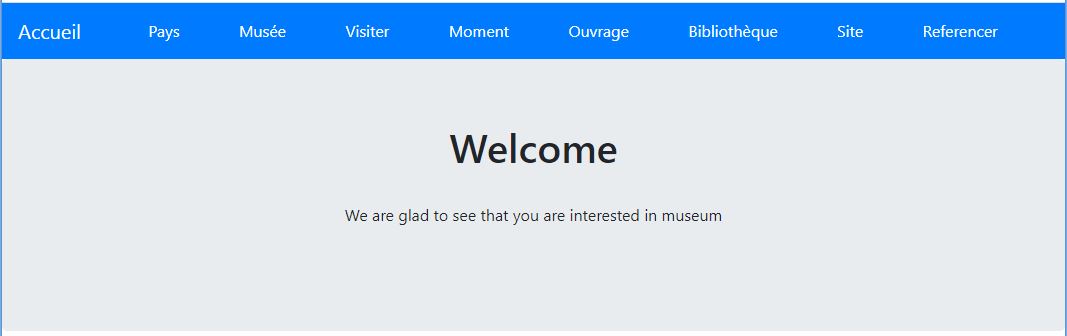 Accueil Pays Musée Visiter Moment Ouvrage Bibliothèque Site Referencer
Welcome
We are glad to see that you are interested in museum